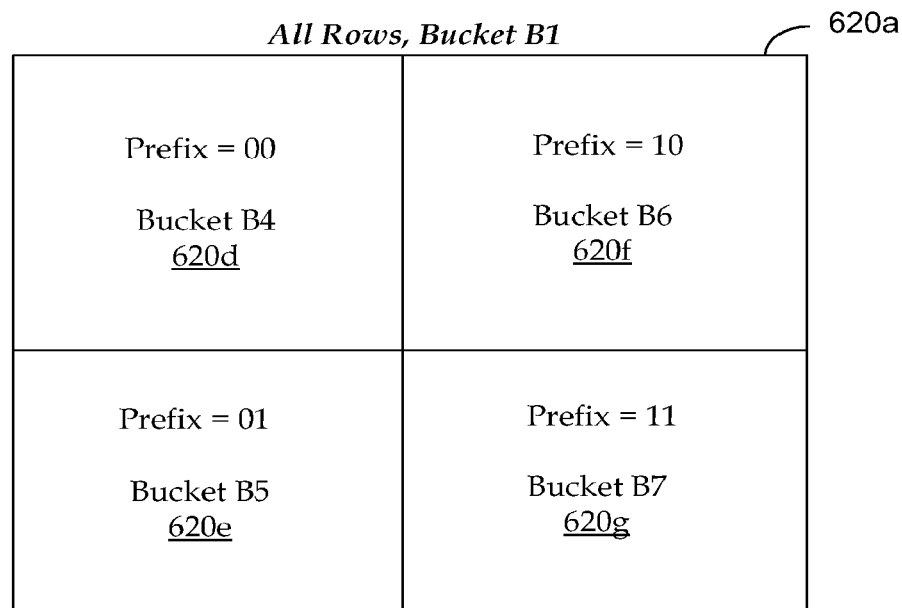 All Rows, Bucket B1
620a
Prefix = 00
Bucket B4
620d
Prefix = 10
Bucket B6
620f
Prefix = 01
Bucket B5
620e
Prefix = 11
Bucket B7
620g